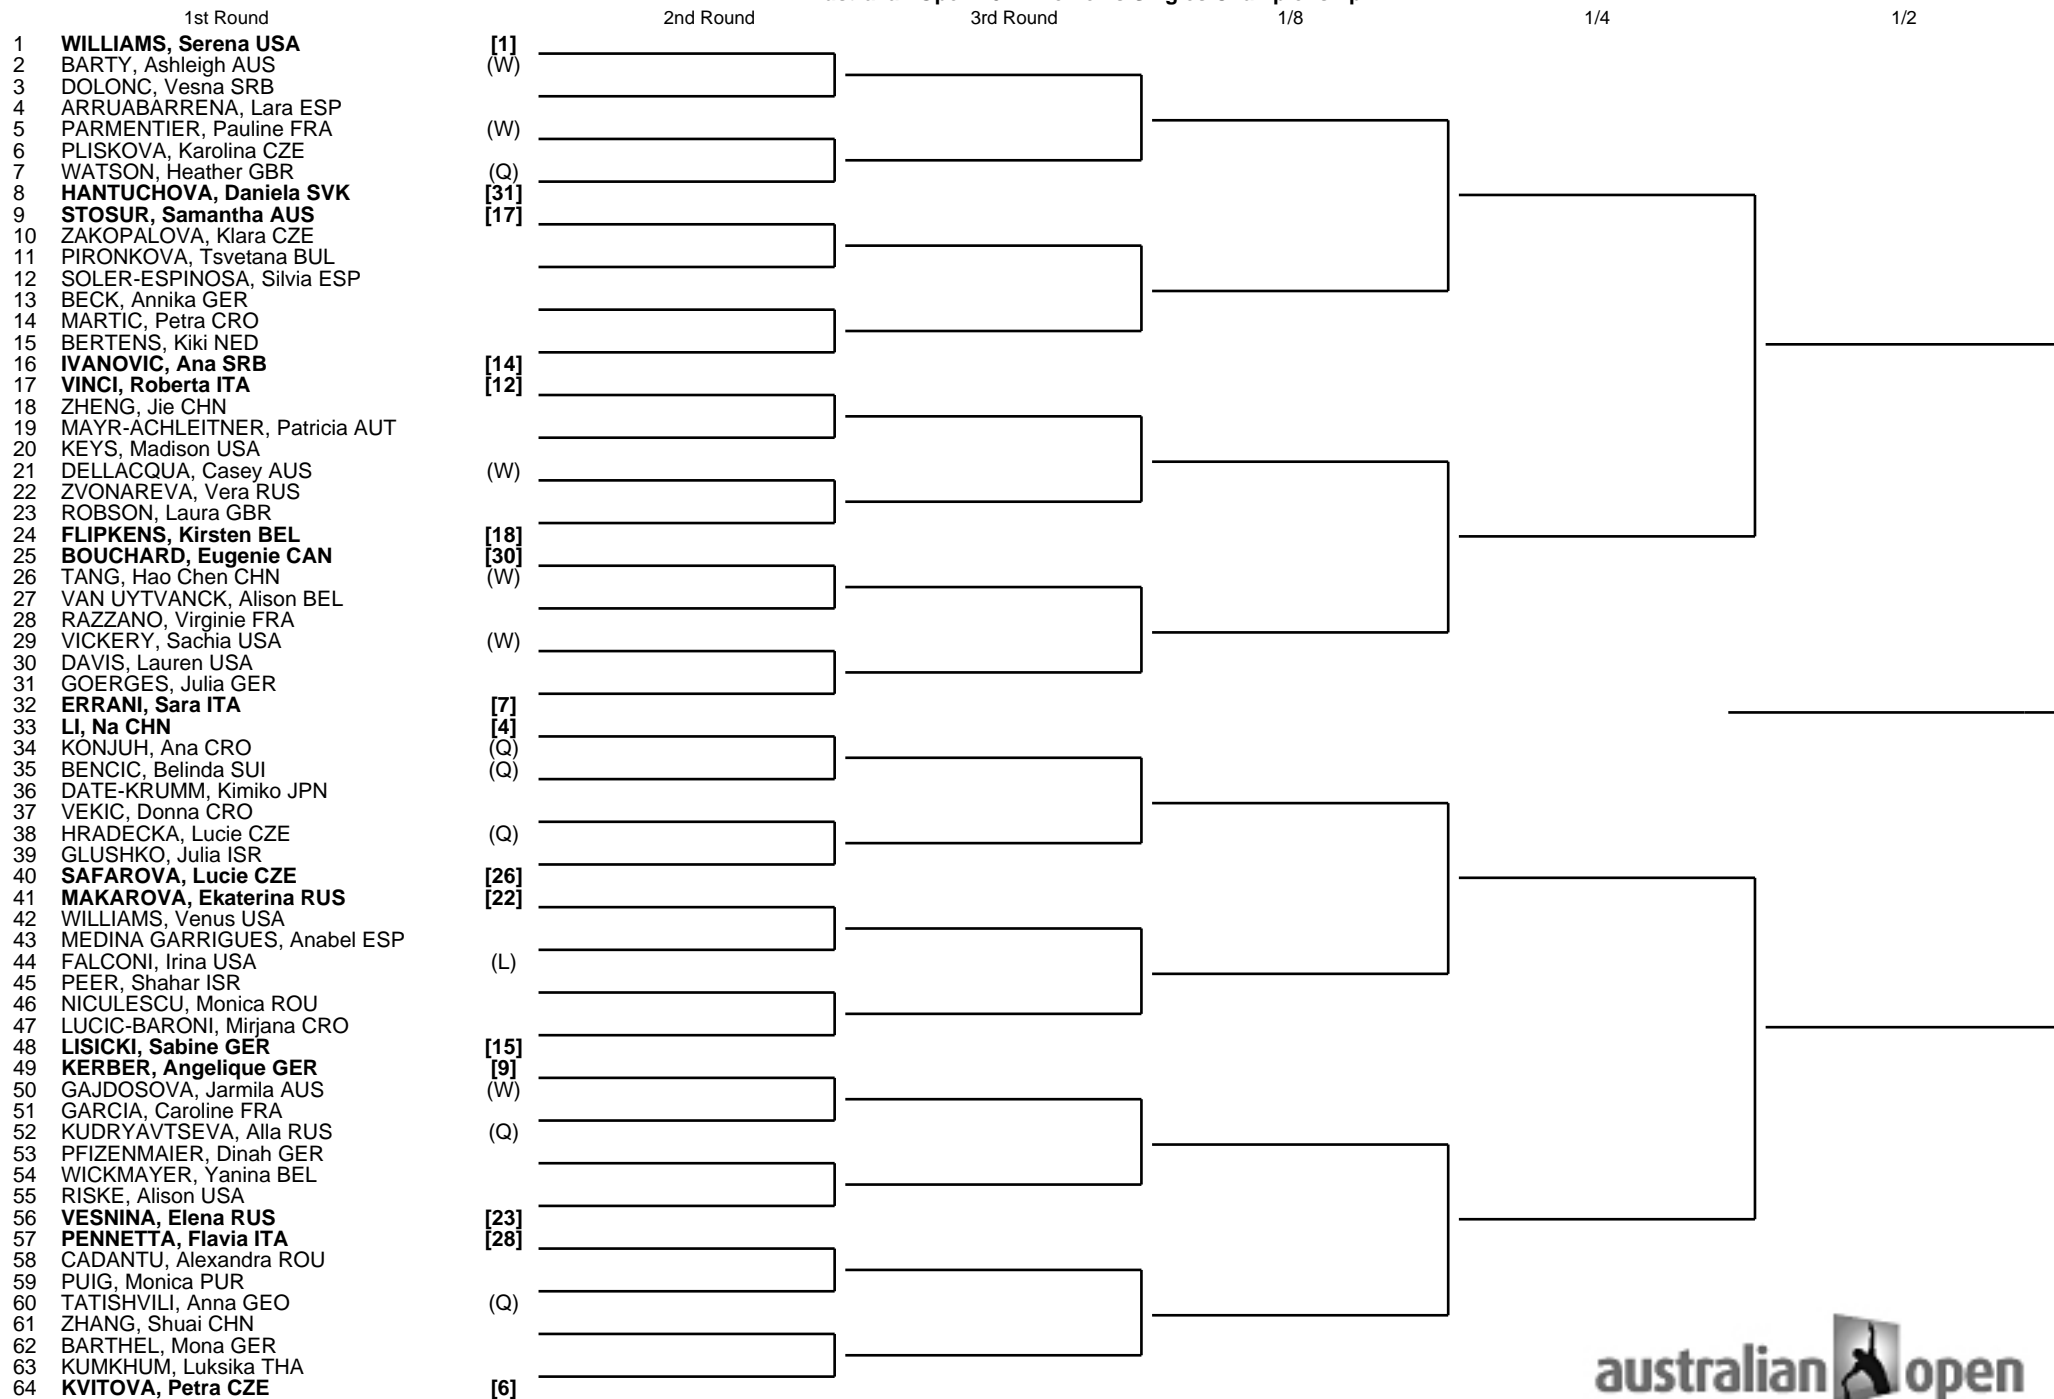 1st Round 2nd Round 3rd Round 1/8 1/4 1/2
1 WILLIAMS, Serena USA [1]
2 BARTY, Ashleigh AUS (W)
3 DOLONC, Vesna SRB
4 ARRUABARRENA, Lara ESP
5 PARMENTIER, Pauline FRA (W)
6 PLISKOVA, Karolina CZE
7 WATSON, Heather GBR (Q)
8 HANTUCHOVA, Daniela SVK [31]
9 STOSUR, Samantha AUS [17]
10 ZAKOPALOVA, Klara CZE
11 PIRONKOVA, Tsvetana BUL
12 SOLER-ESPINOSA, Silvia ESP
13 BECK, Annika GER
14 MARTIC, Petra CRO
15 BERTENS, Kiki NED
16 IVANOVIC, Ana SRB [14]
17 VINCI, Roberta ITA [12]
18 ZHENG, Jie CHN
19 MAYR-ACHLEITNER, Patricia AUT
20 KEYS, Madison USA
21 DELLACQUA, Casey AUS (W)
22 ZVONAREVA, Vera RUS
23 ROBSON, Laura GBR
24 FLIPKENS, Kirsten BEL [18]
25 BOUCHARD, Eugenie CAN [30]
26 TANG, Hao Chen CHN (W)
27 VAN UYTVANCK, Alison BEL
28 RAZZANO, Virginie FRA
29 VICKERY, Sachia USA (W)
30 DAVIS, Lauren USA
31 GOERGES, Julia GER
32 ERRANI, Sara ITA [7]
33 LI, Na CHN [4]
34 KONJUH, Ana CRO (Q)
35 BENCIC, Belinda SUI (Q)
36 DATE-KRUMM, Kimiko JPN
37 VEKIC, Donna CRO
38 HRADECKA, Lucie CZE (Q)
39 GLUSHKO, Julia ISR
40 SAFAROVA, Lucie CZE [26]
41 MAKAROVA, Ekaterina RUS [22]
42 WILLIAMS, Venus USA
43 MEDINA GARRIGUES, Anabel ESP
44 FALCONI, Irina USA (L)
45 PEER, Shahar ISR
46 NICULESCU, Monica ROU
47 LUCIC-BARONI, Mirjana CRO
48 LISICKI, Sabine GER [15]
49 KERBER, Angelique GER [9]
50 GAJDOSOVA, Jarmila AUS (W)
51 GARCIA, Caroline FRA
52 KUDRYAVTSEVA, Alla RUS (Q)
53 PFIZENMAIER, Dinah GER
54 WICKMAYER, Yanina BEL
55 RISKE, Alison USA
56 VESNINA, Elena RUS [23]
57 PENNETTA, Flavia ITA [28]
58 CADANTU, Alexandra ROU
59 PUIG, Monica PUR
60 TATISHVILI, Anna GEO (Q)
61 ZHANG, Shuai CHN
62 BARTHEL, Mona GER
63 KUMKHUM, Luksika THA
64 KVITOVA, Petra CZE [6]
australian open